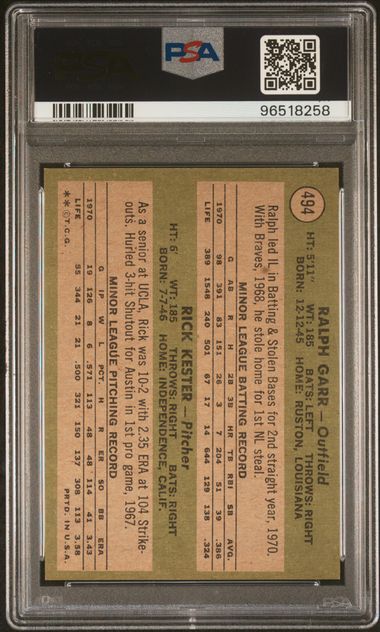 PSA
PSA
96518258
494
RALPH GARR Outfield
HT: 5'11" WT: 185 BATS: LEFT THROWS: RIGHT
BORN: 12-12-45 HOME: RUSTON, LOUISIANA
Ralph led IL in Batting & Stolen Bases for 2nd straight year, 1970.
With Braves, 1968, he stole home for 1st NL steal.
MINOR LEAGUE BATTING RECORD
G AB R H 2B 3B HR TB RBI SB AVG.
1970 98 391 83 151 26 3 7 204 51 39 .386
LIFE 389 1548 240 501 67 17 14 644 129 138 .324
RICK KESTER — Pitcher
HT: 6' WT: 185 THROWS: RIGHT BATS: RIGHT
BORN: 7-7-46 HOME: INDEPENDENCE, CALIF.
As a senior at UCLA, Rick was 10-2 with 2.35 ERA at 104 Strike-
outs. Hurled 3-hit Shutout for Austin in 1st pro game, 1967.
MINOR LEAGUE PITCHING RECORD
G IP W L PCT. H R ER SO BB ERA
1970 19 126 8 6 .571 113 48 48 114 41 3.43
LIFE 55 344 21 21 .500 321 150 137 308 113 3.58
**©T.C.G. PRTD. IN U.S.A.